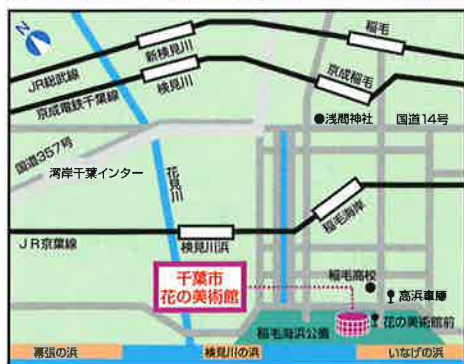 N
新検見川
稲毛
JR総武線
検見川
京成稲毛
京成電鉄千葉線
浅間神社
国道14号
国道357号
湾岸千葉インター
花見川
稲毛海岸
JR京葉線
検見川浜
千葉市
花の美術館
稲毛高校
高浜車庫
花の美術館前
稲毛海浜公園
幕張の浜
検見川の浜
いなげの浜